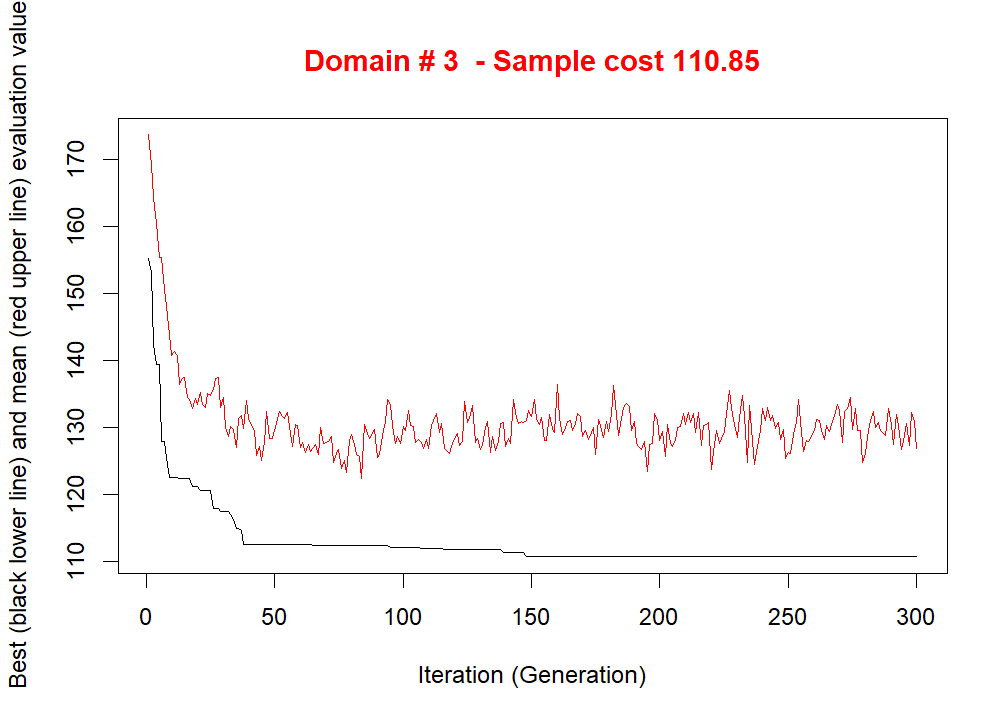 Domain # 3  - Sample cost 110.85
Best (black lower line) and mean (red upper line) evaluation value
170
160
150
140
130
120
110
0 50 100 150 200 250 300
Iteration (Generation)